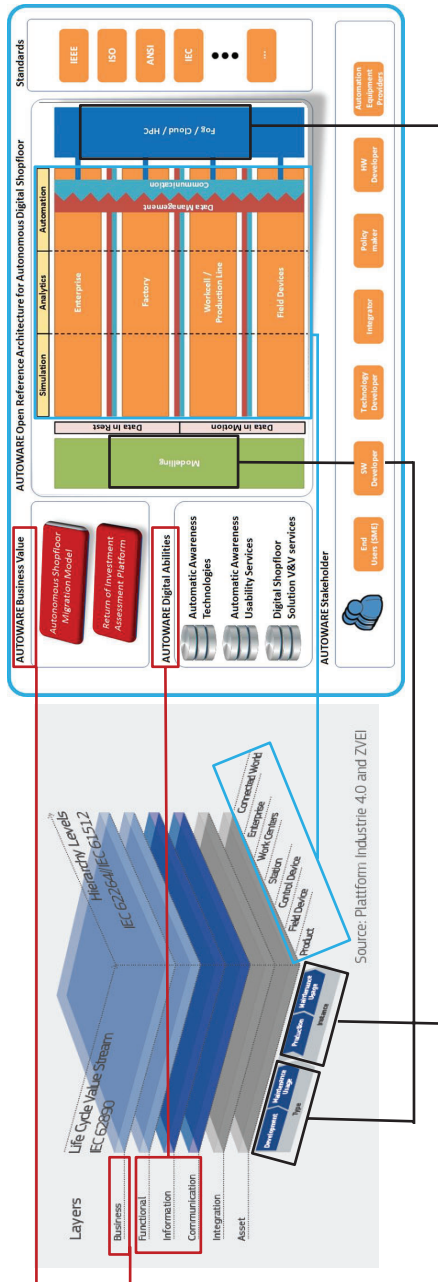 Layers
Business
Functional
Information
Communication
Integration
Asset
Life Cycle Value Stream
IEC 62890
Hierarchy Levels
IEC 62264/IEC 61512
Development
Maintenance
Usage
Type
Production
Maintenance
Usage
Instance
Product
Field Device
Control Device
Station
Work Centers
Enterprise
Connected World
Source: Plattform Industrie 4.0 and ZVEI
AUTOWARE Business Value
Autonomous Shopfloor
Migration Model
Return of Investment
Assessment Platform
AUTOWARE Digital Abilities
Automatic Awareness
Technologies
Automatic Awareness
Usability Services
Digital Shopfloor
Solution V&V services
AUTOWARE Open Reference Architecture for Autonomous Digital Shopfloor
Modelling
Data In Rest
Data in Motion
Simulation
Analytics
Automation
Enterprise
Factory
Workcell /
Production Line
Field Devices
Data Management
Communication
Fog / Cloud / HPC
Standards
IEEE
ISO
ANSI
IEC
...
AUTOWARE Stakeholder
End
Users (SME)
SW
Developer
Technology
Developer
Integrator
Policy
maker
HW
Developer
Automation
Equipment
Providers